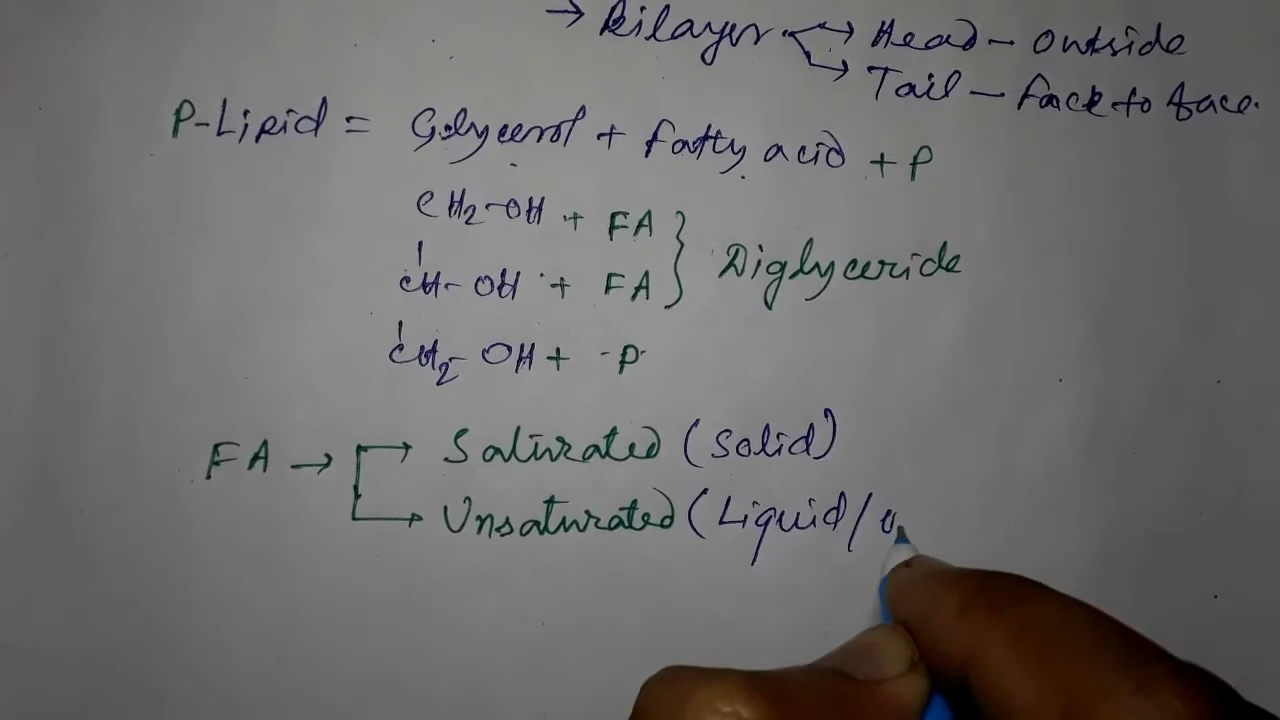 → Bilayer → Head - Outside
→ Tail - Face to face.
P-Lipid = Glycerol + Fatty acid + P
CH2-OH + FA
CH-OH + FA } Diglyceride
CH2-OH + P
FA → → Saturated (Solid)
→ Unsaturated (Liquid/